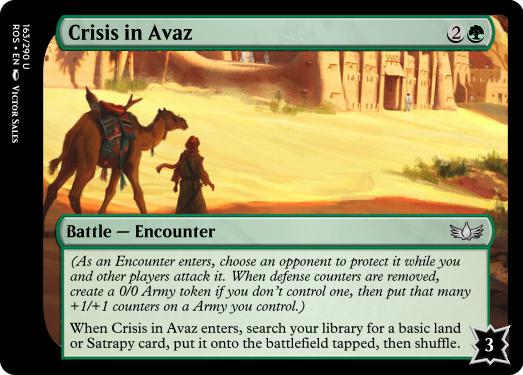 Crisis in Avaz
2
163/290 U
ROS • EN VICTOR SALES
Battle — Encounter
(As an Encounter enters, choose an opponent to protect it while you
and other players attack it. When defense counters are removed,
create a 0/0 Army token if you don't control one, then put that many
+1/+1 counters on a Army you control.)
When Crisis in Avaz enters, search your library for a basic land
or Satrapy card, put it onto the battlefield tapped, then shuffle.
3